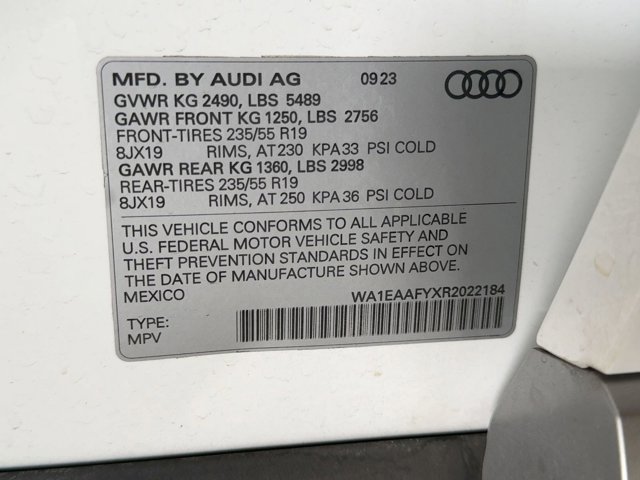 MFD. BY AUDI AG 09 23
GVWR KG 2490, LBS 5489
GAWR FRONT KG 1250, LBS 2756
FRONT-TIRES 235/55 R19
8JX19 RIMS, AT 230 KPA 33 PSI COLD
GAWR REAR KG 1360, LBS 2998
REAR-TIRES 235/55 R19
8JX19 RIMS, AT 250 KPA 36 PSI COLD
THIS VEHICLE CONFORMS TO ALL APPLICABLE
U.S. FEDERAL MOTOR VEHICLE SAFETY AND
THEFT PREVENTION STANDARDS IN EFFECT ON
THE DATE OF MANUFACTURE SHOWN ABOVE.
MEXICO
WA1EAAFYXR2022184
TYPE:
MPV